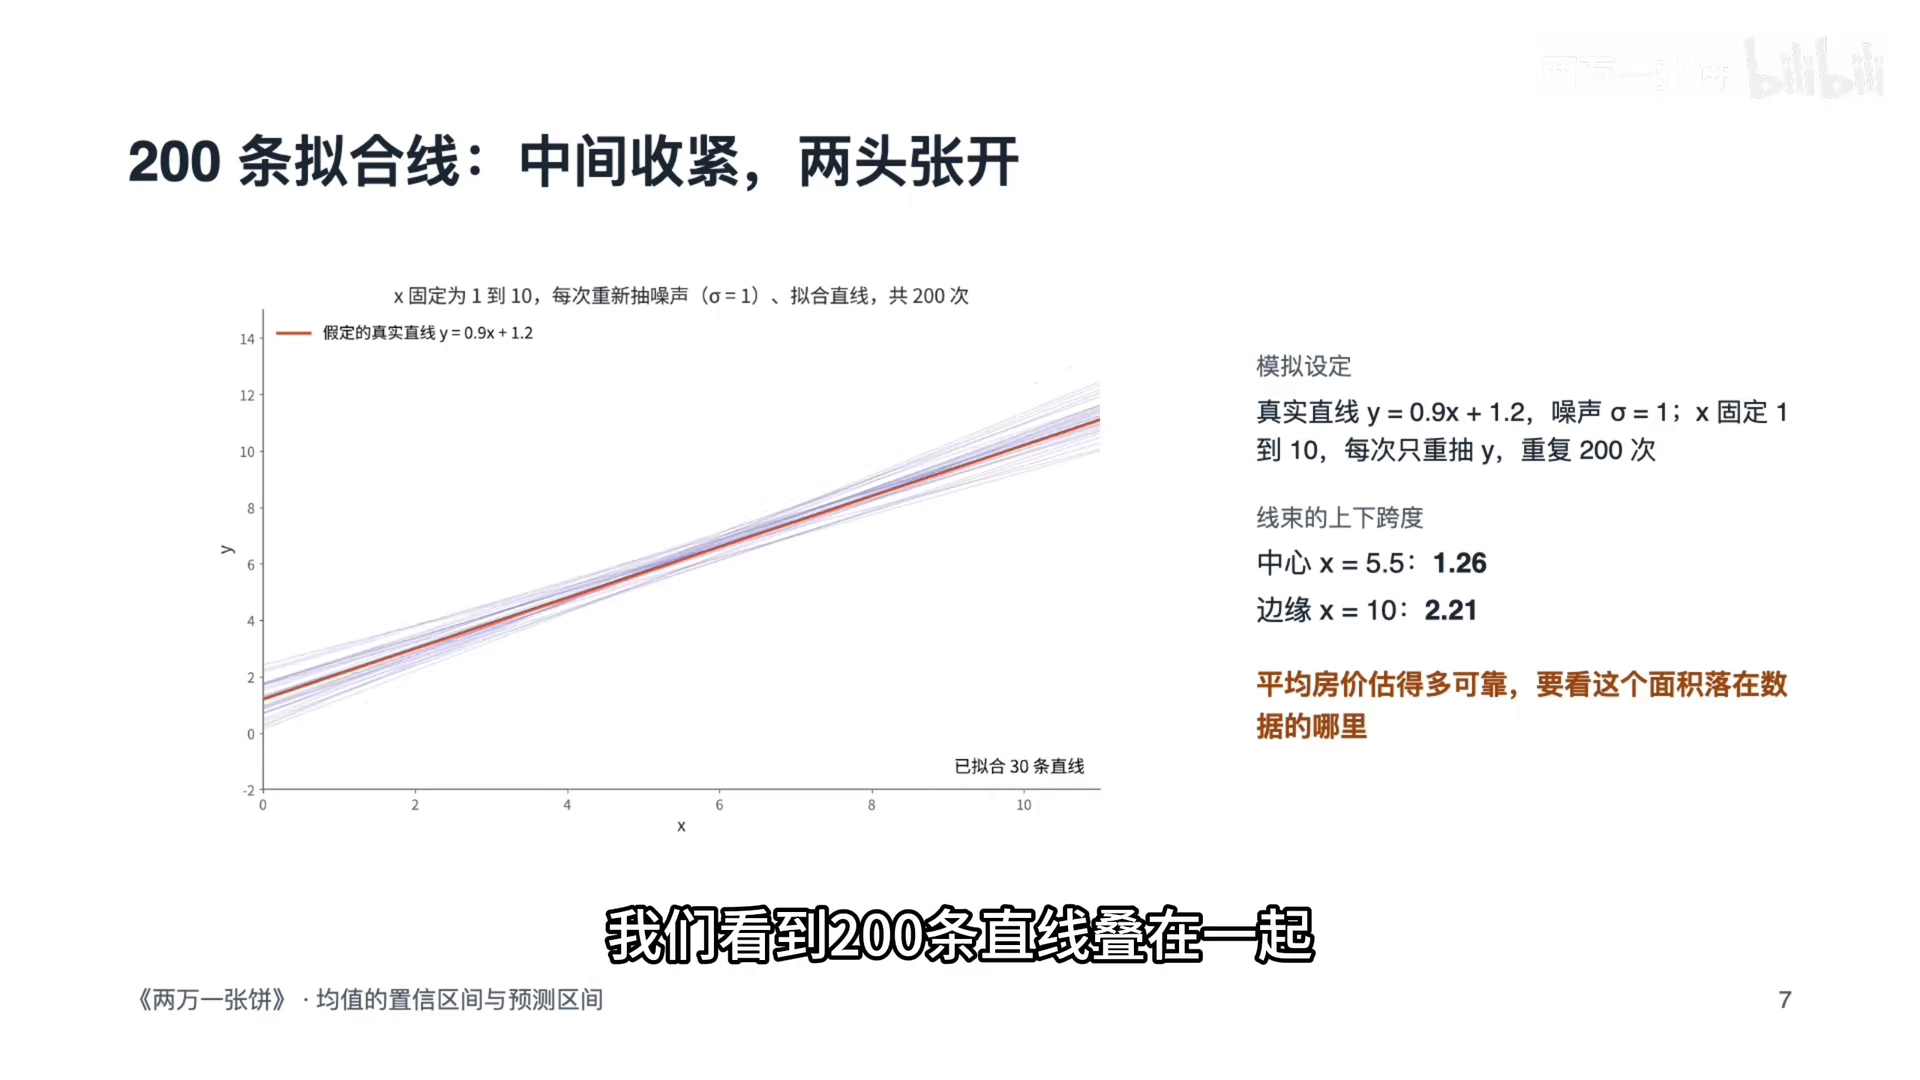 两万一张饼 bilibili
200 条拟合线：中间收紧，两头张开
x 固定为 1 到 10，每次重新抽噪声（σ = 1）、拟合直线，共 200 次
假定的真实直线 y = 0.9x + 1.2
14
12
10
8
6
4
2
0
-2
y
0 2 4 6 8 10
x
已拟合 30 条直线
模拟设定
真实直线 y = 0.9x + 1.2，噪声 σ = 1；x 固定 1
到 10，每次只重抽 y，重复 200 次
线束的上下跨度
中心 x = 5.5：1.26
边缘 x = 10：2.21
平均房价估得多可靠，要看这个面积落在数
据的哪里
我们看到200条直线叠在一起
《两万一张饼》 · 均值的置信区间与预测区间
7